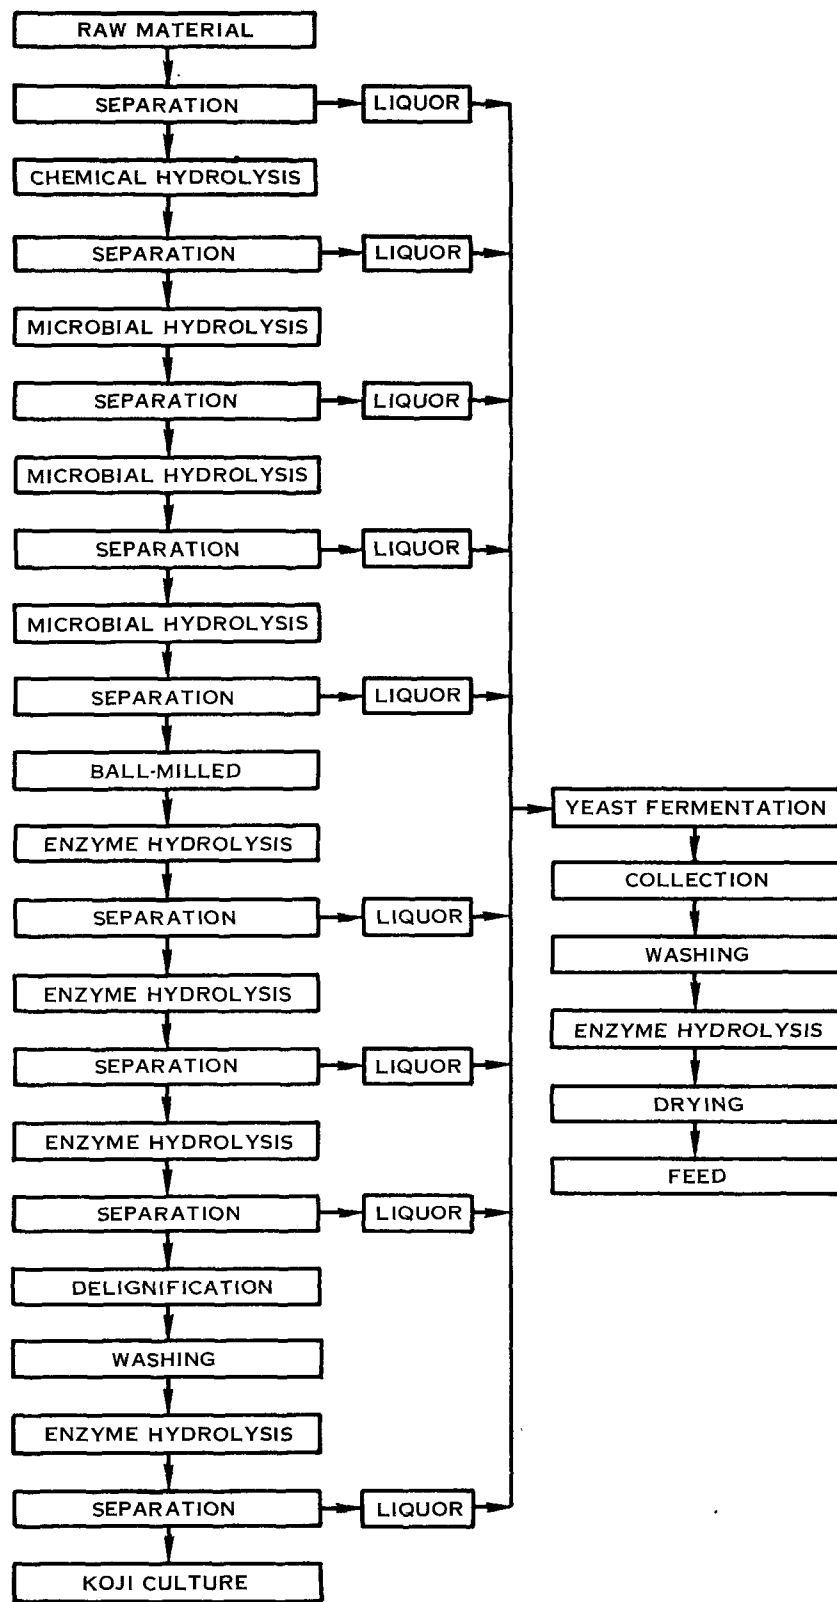 RAW MATERIAL
SEPARATION
LIQUOR
CHEMICAL HYDROLYSIS
SEPARATION
LIQUOR
MICROBIAL HYDROLYSIS
SEPARATION
LIQUOR
MICROBIAL HYDROLYSIS
SEPARATION
LIQUOR
MICROBIAL HYDROLYSIS
SEPARATION
LIQUOR
BALL-MILLED
ENZYME HYDROLYSIS
SEPARATION
LIQUOR
ENZYME HYDROLYSIS
SEPARATION
LIQUOR
ENZYME HYDROLYSIS
SEPARATION
LIQUOR
DELIGNIFICATION
WASHING
ENZYME HYDROLYSIS
SEPARATION
LIQUOR
KOJI CULTURE
YEAST FERMENTATION
COLLECTION
WASHING
ENZYME HYDROLYSIS
DRYING
FEED